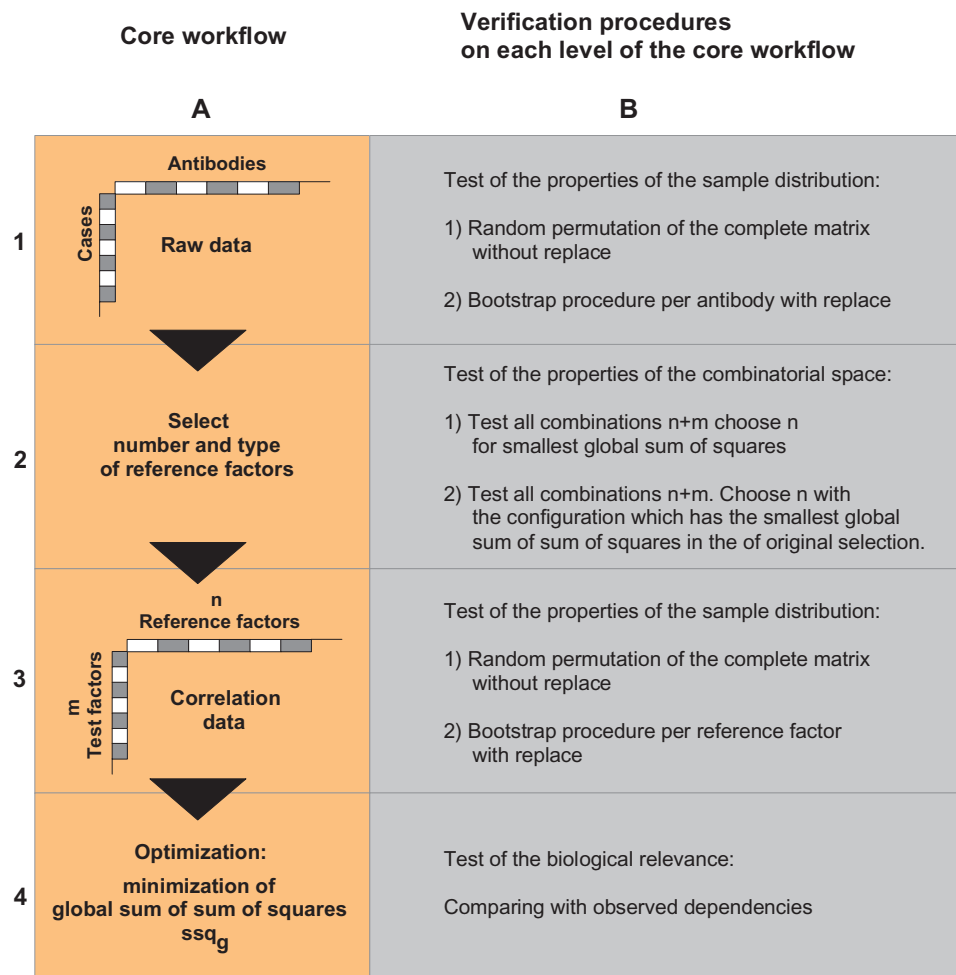 Core workflow
Verification procedures
on each level of the core workflow
A
B
1
Antibodies
Cases
Raw data
Test of the properties of the sample distribution:
1) Random permutation of the complete matrix
without replace
2) Bootstrap procedure per antibody with replace
2
Select
number and type
of reference factors
Test of the properties of the combinatorial space:
1) Test all combinations n+m choose n
for smallest global sum of squares
2) Test all combinations n+m. Choose n with
the configuration which has the smallest global
sum of sum of squares in the of original selection.
3
n
Reference factors
m
Test factors
Correlation
data
Test of the properties of the sample distribution:
1) Random permutation of the complete matrix
without replace
2) Bootstrap procedure per reference factor
with replace
4
Optimization:
minimization of
global sum of sum of squares
ssqg
Test of the biological relevance:
Comparing with observed dependencies